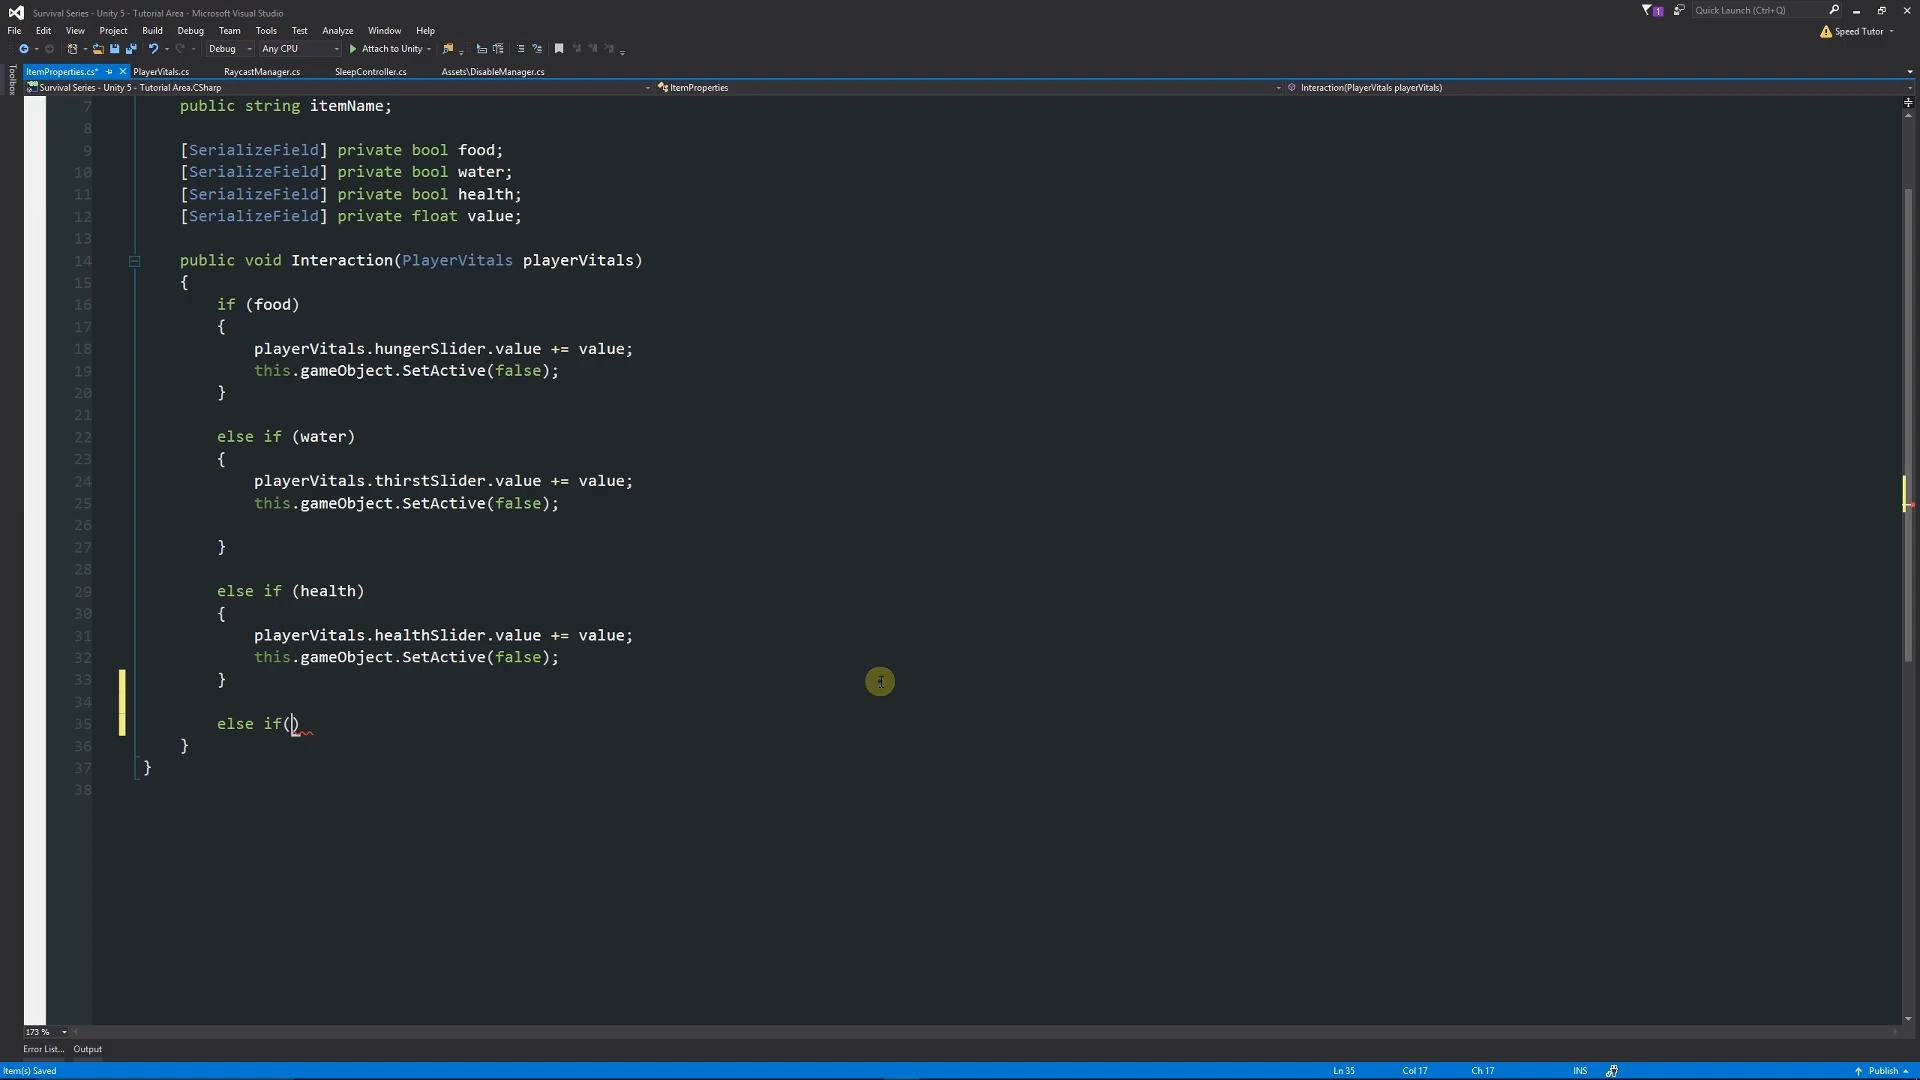 Survival Series - Unity 5 - Tutorial Area - Microsoft Visual Studio
1
Quick Launch (Ctrl+Q)
File Edit View Project Build Debug Team Tools Test Analyze Window Help
Speed Tutor
Debug Any CPU Attach to Unity
Toolbox
ItemProperties.cs* PlayerVitals.cs RaycastManager.cs SleepController.cs Assets\DisableManager.cs
Survival Series - Unity 5 - Tutorial Area.CSharp ItemProperties Interaction(PlayerVitals playerVitals)
7 public string itemName;
8
9 [SerializeField] private bool food;
10 [SerializeField] private bool water;
11 [SerializeField] private bool health;
12 [SerializeField] private float value;
13
14 public void Interaction(PlayerVitals playerVitals)
15 {
16 if (food)
17 {
18 playerVitals.hungerSlider.value += value;
19 this.gameObject.SetActive(false);
20 }
21
22 else if (water)
23 {
24 playerVitals.thirstSlider.value += value;
25 this.gameObject.SetActive(false);
26
27 }
28
29 else if (health)
30 {
31 playerVitals.healthSlider.value += value;
32 this.gameObject.SetActive(false);
33 }
34
35 else if()
36 }
37 }
38
173 %
Error List... Output
Item(s) Saved Ln 35 Col 17 Ch 17 INS Publish